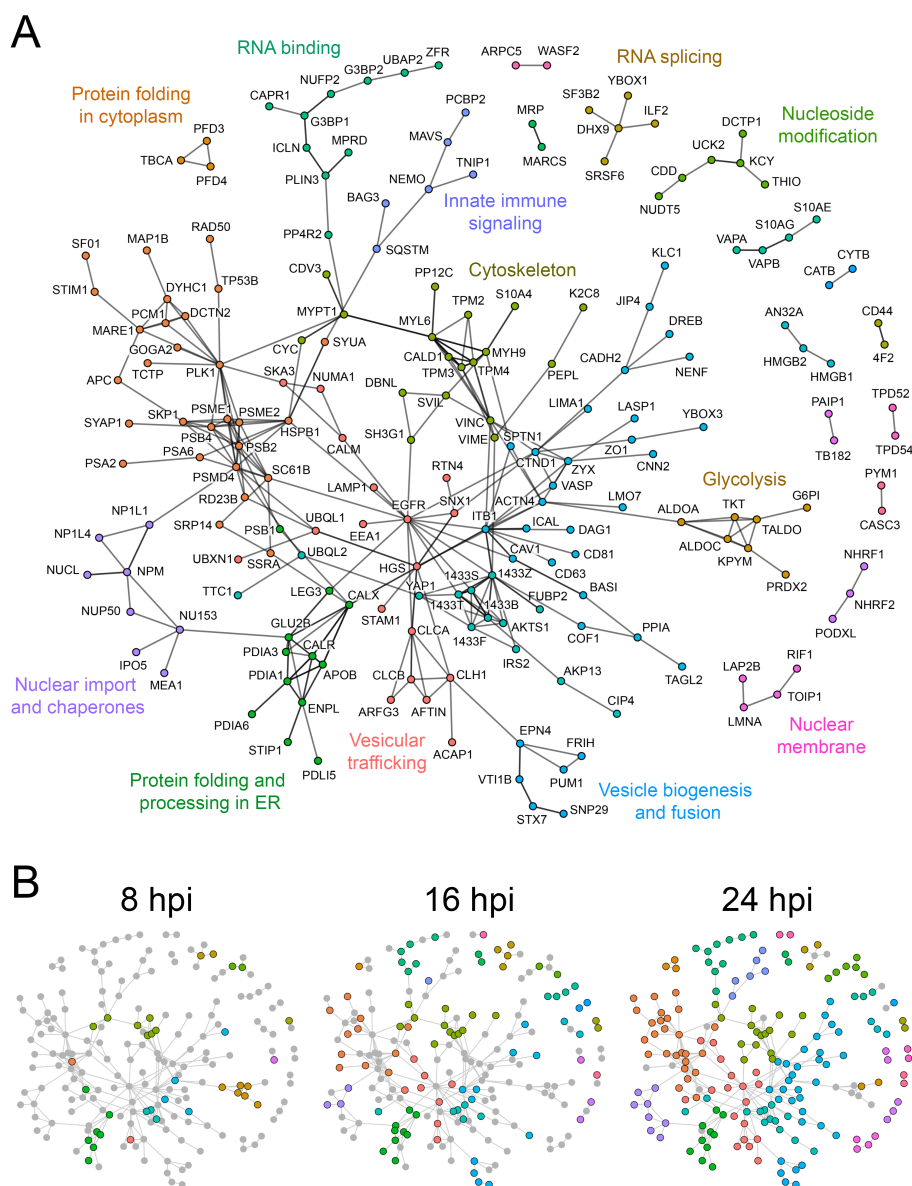 A
RNA binding
ZFR
UBAP2
G3BP2
NUFP2
CAPR1
G3BP1
ICLN
MPRD
PLIN3
PP4R2
ARPC5 WASF2
RNA splicing
YBOX1
SF3B2
ILF2
DHX9
SRSF6
Protein folding
in cytoplasm
PFD3
TBCA
PFD4
PCBP2
MAVS
TNIP1
NEMO
BAG3
SQSTM
Innate immune
signaling
MRP
MARCS
Nucleoside
modification
DCTP1
UCK2
KCY
CDD
THIO
NUDT5
S10AE
S10AG
VAPA
VAPB
CYTB
CATB
RAD50
MAP1B
SF01
STIM1
DYHC1
TP53B
PCM1
DCTN2
MARE1
GOGA2
TCTP
PLK1
APC
CDV3
MYPT1
CYC
SYUA
Cytoskeleton
PP12C
TPM2
S10A4
K2C8
MYL6
MYH9
CALD1
TPM3
TPM4
PEPL
DBNL
SVIL
SH3G1
VINC
VIME
KLC1
JIP4
DREB
CADH2
NENF
AN32A
HMGB2
HMGB1
CD44
4F2
PAIP1
TB182
TPD52
TPD54
PYM1
CASC3
SKA3
NUMA1
CALM
SYAP1
SKP1
PSME1
PSME2
HSPB1
PSB4
PSB2
PSA6
PSA2
PSMD4
SC61B
RD23B
SRP14
PSB1
SSRA
LIMA1
LASP1
YBOX3
SPTN1
ZO1
CNN2
CTND1
ZYX
VASP
ACTN4
LMO7
RTN4
SNX1
LAMP1
EGFR
EEA1
ITB1
ICAL
DAG1
CD81
CAV1
CD63
BASI
Glycolysis
G6PI
TKT
ALDOA
TALDO
ALDOC
KPYM
PRDX2
NP1L1
NP1L4
NUCL
NPM
NUP50
NU153
IPO5
MEA1
Nuclear import
and chaperones
UBQL1
UBXN1
UBQL2
TTC1
HGS
YAP1
STAM1
1433S
1433Z
1433T
1433B
1433F
AKTS1
IRS2
FUBP2
COF1
PPIA
TAGL2
AKP13
CIP4
NHRF1
NHRF2
PODXL
LEG3
CALX
GLU2B
CALR
PDIA3
PDIA1
APOB
PDIA6
ENPL
STIP1
PDLI5
Protein folding and
processing in ER
CLCA
CLCB
CLH1
ARFG3
AFTIN
ACAP1
Vesicular
trafficking
EPN4
FRIH
PUM1
VTI1B
STX7
SNP29
Vesicle biogenesis
and fusion
RIF1
LAP2B
TOIP1
LMNA
Nuclear
membrane
B
8 hpi
16 hpi
24 hpi